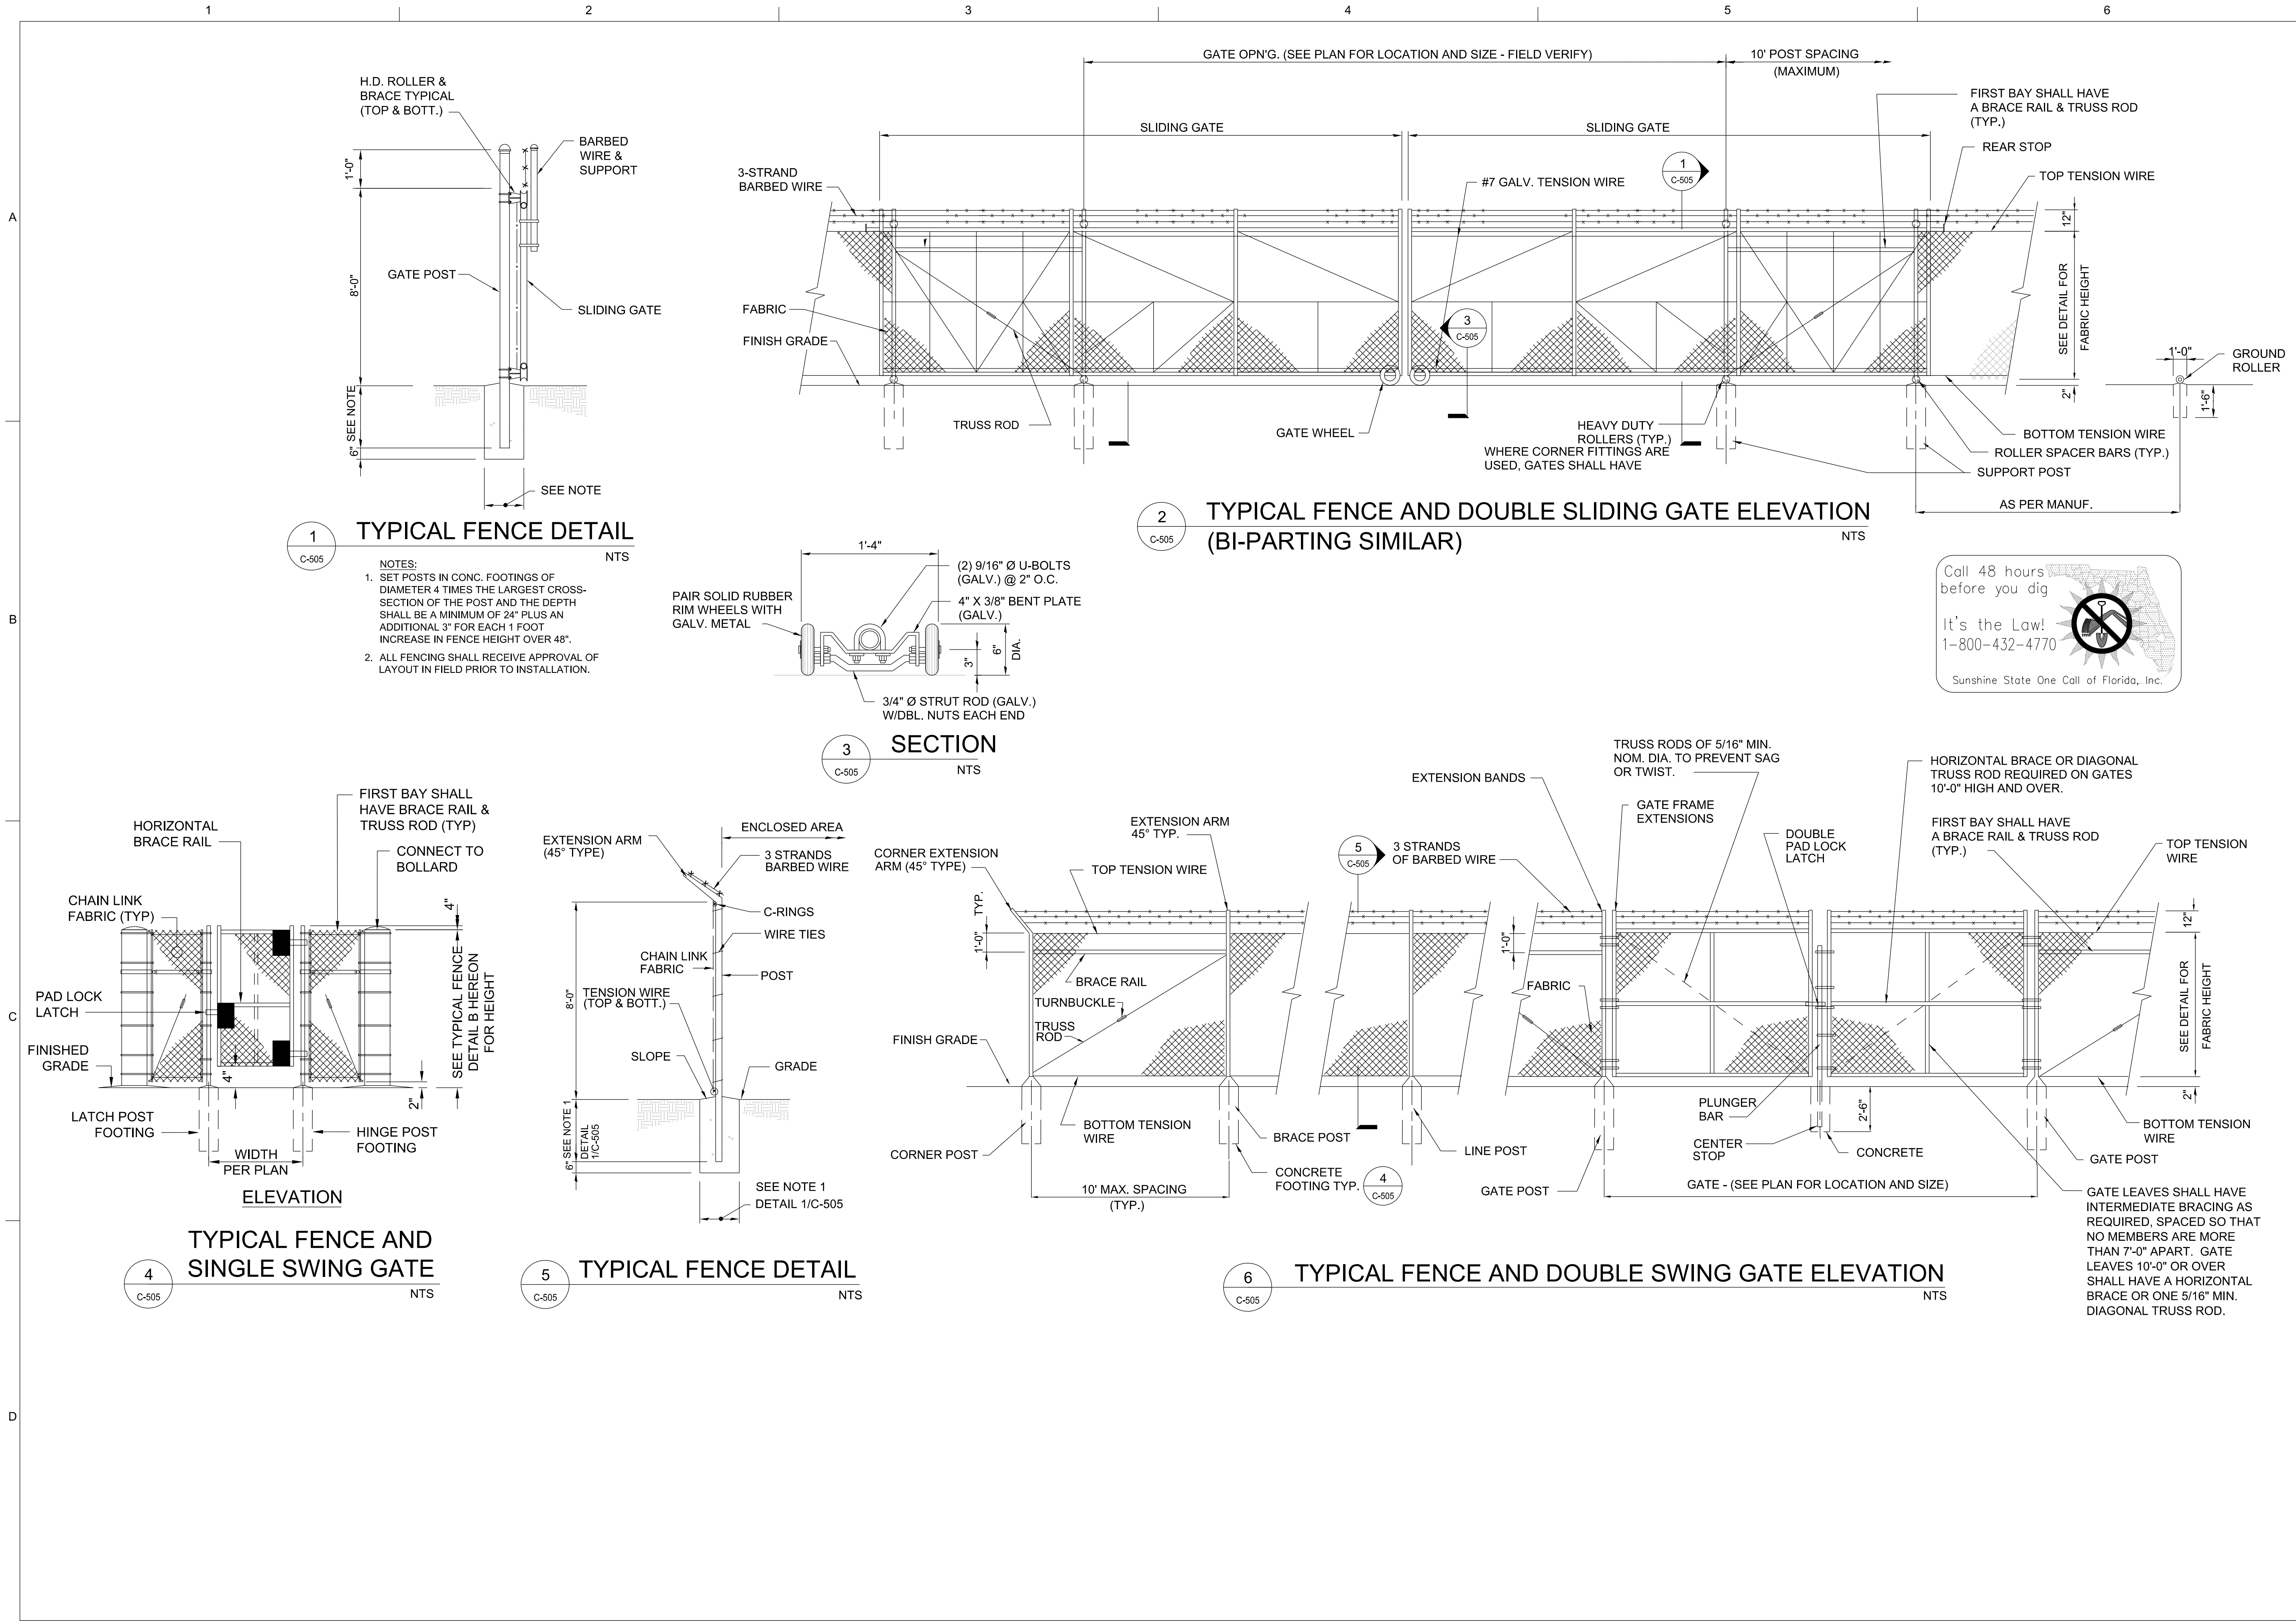 1
2
3
4
5
6
A
B
C
D
H.D. ROLLER &
BRACE TYPICAL
(TOP & BOTT.)
BARBED
WIRE &
SUPPORT
1'-0"
8'-0"
GATE POST
SLIDING GATE
SEE NOTE
6"
SEE NOTE
1
C-505
TYPICAL FENCE DETAIL
NTS
NOTES:
1. SET POSTS IN CONC. FOOTINGS OF
DIAMETER 4 TIMES THE LARGEST CROSS-
SECTION OF THE POST AND THE DEPTH
SHALL BE A MINIMUM OF 24" PLUS AN
ADDITIONAL 3" FOR EACH 1 FOOT
INCREASE IN FENCE HEIGHT OVER 48".
2. ALL FENCING SHALL RECEIVE APPROVAL OF
LAYOUT IN FIELD PRIOR TO INSTALLATION.
GATE OPN'G. (SEE PLAN FOR LOCATION AND SIZE - FIELD VERIFY)
10' POST SPACING
(MAXIMUM)
FIRST BAY SHALL HAVE
A BRACE RAIL & TRUSS ROD
(TYP.)
SLIDING GATE
SLIDING GATE
REAR STOP
3-STRAND
BARBED WIRE
#7 GALV. TENSION WIRE
1
C-505
TOP TENSION WIRE
12"
SEE DETAIL FOR
FABRIC HEIGHT
2"
FABRIC
FINISH GRADE
3
C-505
1'-0"
GROUND
ROLLER
1'-6"
TRUSS ROD
GATE WHEEL
HEAVY DUTY
ROLLERS (TYP.)
WHERE CORNER FITTINGS ARE
USED, GATES SHALL HAVE
BOTTOM TENSION WIRE
ROLLER SPACER BARS (TYP.)
SUPPORT POST
AS PER MANUF.
2
C-505
TYPICAL FENCE AND DOUBLE SLIDING GATE ELEVATION
(BI-PARTING SIMILAR)
NTS
1'-4"
(2) 9/16" Ø U-BOLTS
(GALV.) @ 2" O.C.
PAIR SOLID RUBBER
RIM WHEELS WITH
GALV. METAL
4" X 3/8" BENT PLATE
(GALV.)
3"
6"
DIA.
3/4" Ø STRUT ROD (GALV.)
W/DBL. NUTS EACH END
3
C-505
SECTION
NTS
Call 48 hours
before you dig
It's the Law!
1-800-432-4770
Sunshine State One Call of Florida, Inc.
FIRST BAY SHALL
HAVE BRACE RAIL &
TRUSS ROD (TYP)
HORIZONTAL
BRACE RAIL
CONNECT TO
BOLLARD
CHAIN LINK
FABRIC (TYP)
4"
PAD LOCK
LATCH
SEE TYPICAL FENCE
DETAIL B HEREON
FOR HEIGHT
FINISHED
GRADE
4"
2"
LATCH POST
FOOTING
HINGE POST
FOOTING
WIDTH
PER PLAN
ELEVATION
4
C-505
TYPICAL FENCE AND
SINGLE SWING GATE
NTS
EXTENSION ARM
(45° TYPE)
ENCLOSED AREA
3 STRANDS
BARBED WIRE
C-RINGS
WIRE TIES
CHAIN LINK
FABRIC
POST
8'-0"
TENSION WIRE
(TOP & BOTT.)
SLOPE
GRADE
SEE NOTE 1
DETAIL
1/C-505
6"
SEE NOTE 1
DETAIL 1/C-505
5
C-505
TYPICAL FENCE DETAIL
NTS
TRUSS RODS OF 5/16" MIN.
NOM. DIA. TO PREVENT SAG
OR TWIST.
EXTENSION BANDS
HORIZONTAL BRACE OR DIAGONAL
TRUSS ROD REQUIRED ON GATES
10'-0" HIGH AND OVER.
GATE FRAME
EXTENSIONS
EXTENSION ARM
45° TYP.
CORNER EXTENSION
ARM (45° TYPE)
5
C-505
3 STRANDS
OF BARBED WIRE
DOUBLE
PAD LOCK
LATCH
FIRST BAY SHALL HAVE
A BRACE RAIL & TRUSS ROD
(TYP.)
TOP TENSION
WIRE
TOP TENSION WIRE
TYP.
1'-0"
1'-0"
12"
BRACE RAIL
TURNBUCKLE
TRUSS
ROD
FABRIC
SEE DETAIL FOR
FABRIC HEIGHT
FINISH GRADE
2"
BOTTOM TENSION
WIRE
BRACE POST
CORNER POST
LINE POST
CONCRETE
FOOTING TYP.
4
C-505
10' MAX. SPACING
(TYP.)
PLUNGER
BAR
2'-6"
CENTER
STOP
CONCRETE
GATE POST
GATE - (SEE PLAN FOR LOCATION AND SIZE)
BOTTOM TENSION
WIRE
GATE POST
GATE LEAVES SHALL HAVE
INTERMEDIATE BRACING AS
REQUIRED, SPACED SO THAT
NO MEMBERS ARE MORE
THAN 7'-0" APART. GATE
LEAVES 10'-0" OR OVER
SHALL HAVE A HORIZONTAL
BRACE OR ONE 5/16" MIN.
DIAGONAL TRUSS ROD.
6
C-505
TYPICAL FENCE AND DOUBLE SWING GATE ELEVATION
NTS